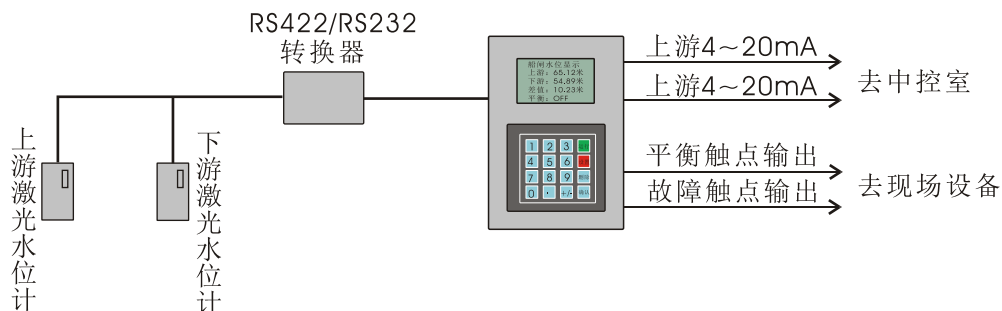 RS422/RS232
转换器
上游激光水位计
下游激光水位计
船闸水位显示
上游：65.12米
下游：54.89米
差值：10.23米
平衡：OFF
1 2 3
4 5 6
7 8 9 删除
0 · +/- 确认
上游4~20mA
上游4~20mA
去中控室
平衡触点输出
故障触点输出
去现场设备